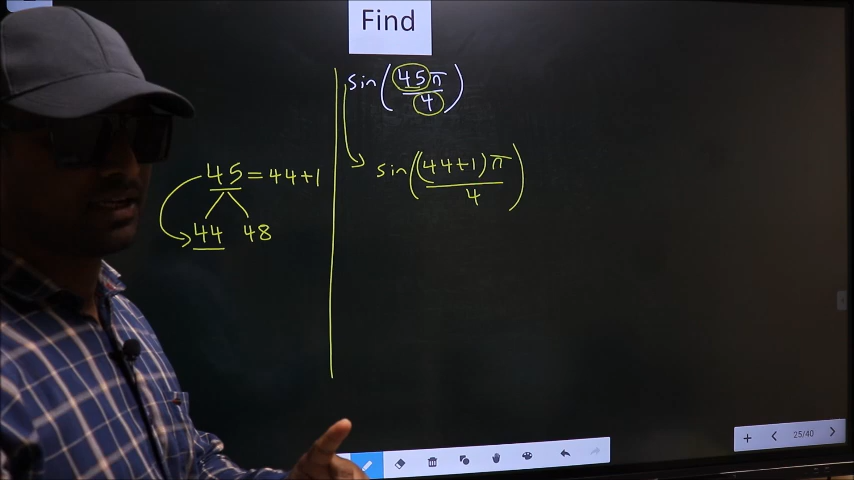 Find
sin(45π/4)
45 = 44+1
44 48
sin((44+1)π/4)
25/40